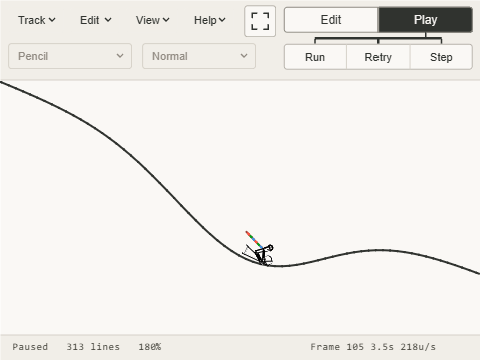 Track Edit View Help Edit Play
Pencil Normal Run Retry Step
Paused 313 lines 180% Frame 105 3.5s 218u/s